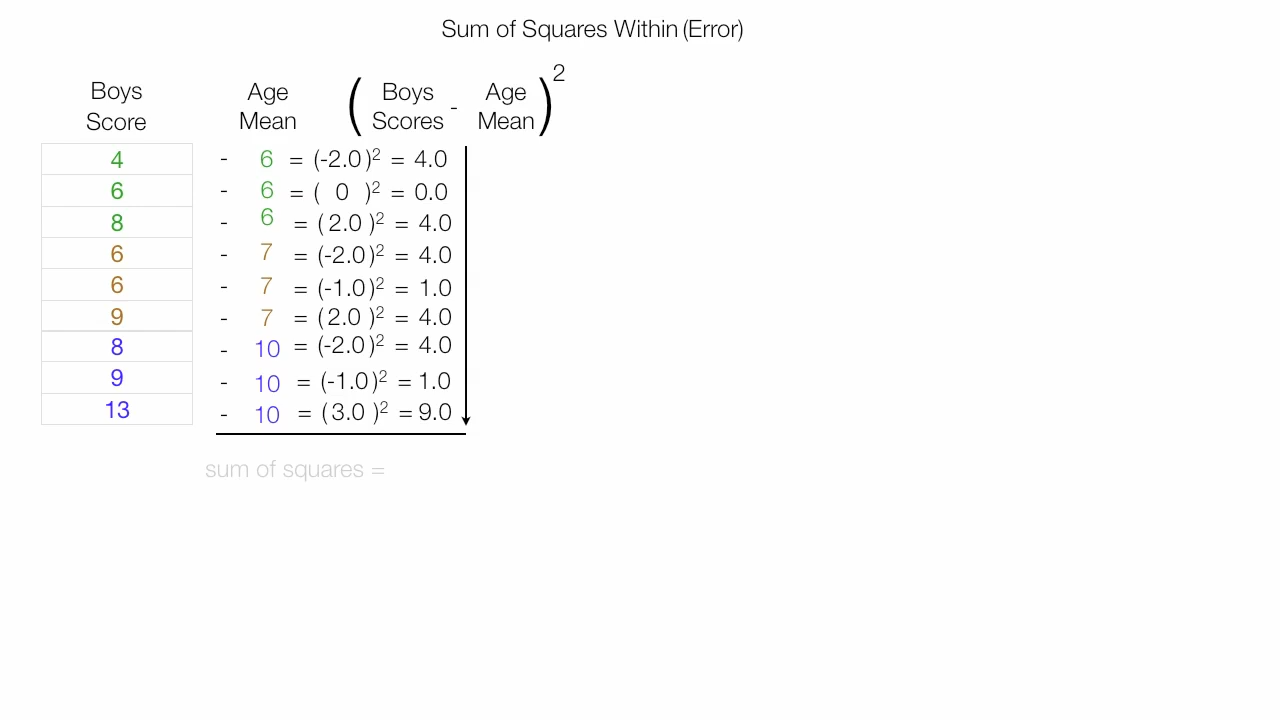 Sum of Squares Within (Error)
Boys Score
Age Mean
( Boys Scores - Age Mean )²
4 - 6 = (-2.0)² = 4.0
6 - 6 = ( 0 )² = 0.0
8 - 6 = ( 2.0 )² = 4.0
6 - 7 = (-2.0)² = 4.0
6 - 7 = (-1.0)² = 1.0
9 - 7 = ( 2.0 )² = 4.0
8 - 10 = (-2.0)² = 4.0
9 - 10 = (-1.0)² = 1.0
13 - 10 = ( 3.0 )² = 9.0
sum of squares =